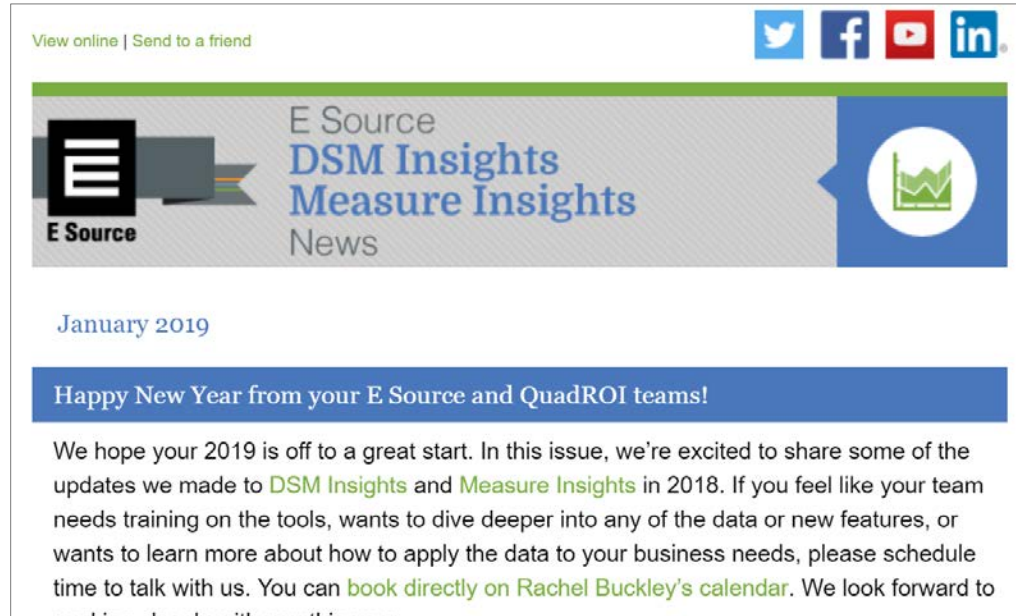 View online | Send to a friend
E Source
DSM Insights
Measure Insights
News
E Source
January 2019
Happy New Year from your E Source and QuadROI teams!
We hope your 2019 is off to a great start. In this issue, we’re excited to share some of the
updates we made to DSM Insights and Measure Insights in 2018. If you feel like your team
needs training on the tools, wants to dive deeper into any of the data or new features, or
wants to learn more about how to apply the data to your business needs, please schedule
time to talk with us. You can book directly on Rachel Buckley’s calendar. We look forward to